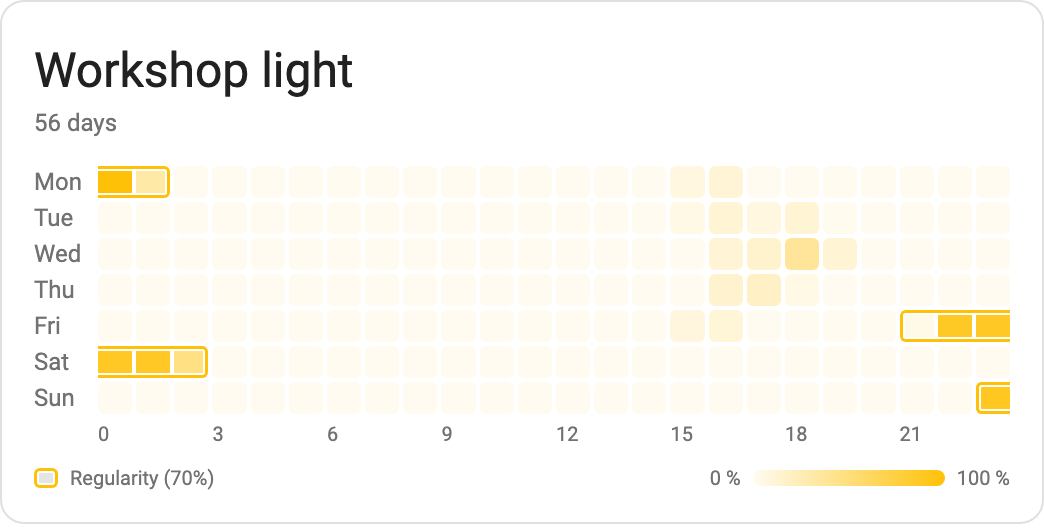 Workshop light
56 days
Mon
Tue
Wed
Thu
Fri
Sat
Sun
0 3 6 9 12 15 18 21
Regularity (70%) 0 % 100 %